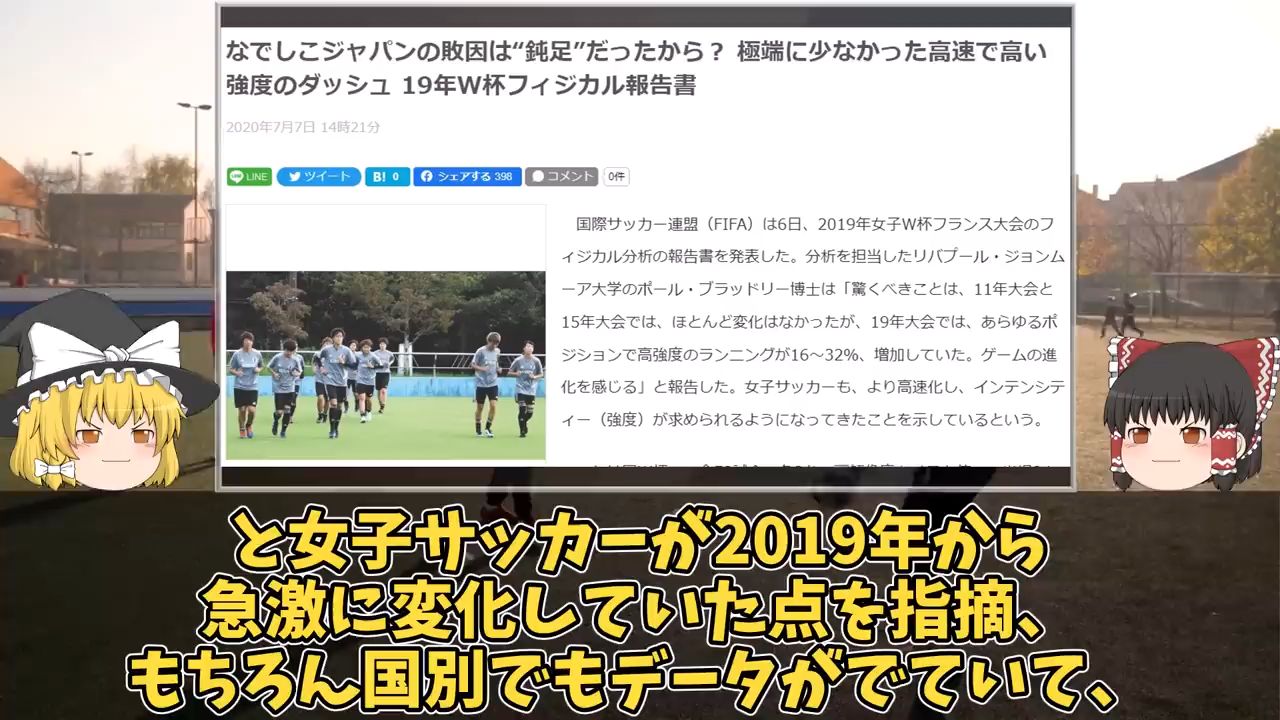 なでしこジャパンの敗因は“鈍足”だったから？ 極端に少なかった高速で高い
強度のダッシュ 19年W杯フィジカル報告書
2020年7月7日 14時21分
LINE ツイート B! 0 シェアする 398 コメント 0件
国際サッカー連盟（FIFA）は6日、2019年女子W杯フランス大会のフ
ィジカル分析の報告書を発表した。分析を担当したリバプール・ジョンム
ーア大学のポール・ブラッドリー博士は「驚くべきことは、11年大会と
15年大会では、ほとんど変化はなかったが、19年大会では、あらゆるポ
ジションで高強度のランニングが16～32%、増加していた。ゲームの進
化を感じる」と報告した。女子サッカーも、より高速化し、インテンシテ
ィー（強度）が求められるようになってきたことを示しているという。
と女子サッカーが2019年から
急激に変化していた点を指摘、
もちろん国別でもデータがでていて、